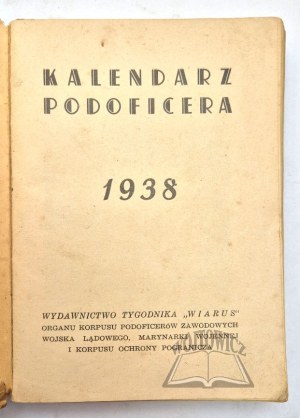 KALENDARZ
PODOFICERA
1938
WYDAWNICTWO TYGODNIKA „WIARUS"
ORGANU KORPUSU PODOFICERÓW ZAWODOWYCH
WOJSKA LĄDOWEGO, MARYNARKI WOJENNEJ
I KORPUSU OCHRONY POGRANICZA